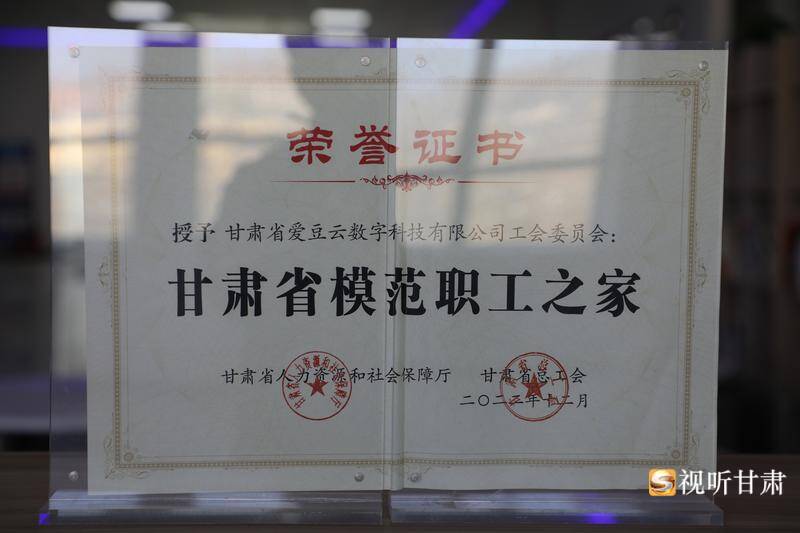 荣誉证书
授予 甘肃省爱豆云数字科技有限公司工会委员会：
甘肃省模范职工之家
甘肃省人力资源和社会保障厅 甘肃省总工会
二〇二三年十二月
视听甘肃